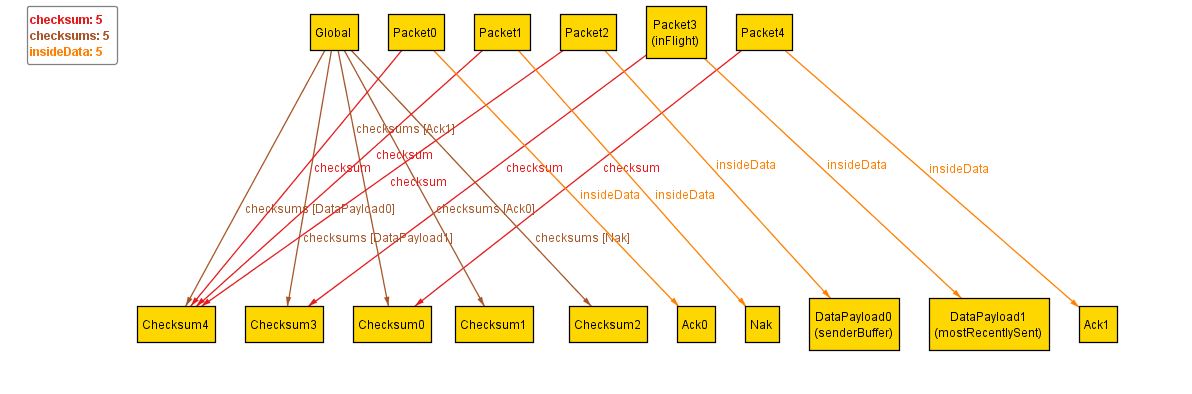 checksum: 5
checksums: 5
insideData: 5
Global
Packet0
Packet1
Packet2
Packet3
(inFlight)
Packet4
checksums [Ack1]
checksum
checksum
checksum
checksum
checksum
insideData
insideData
insideData
insideData
insideData
checksums [DataPayload0]
checksums [Ack0]
checksums [DataPayload1]
checksums [Nak]
Checksum4
Checksum3
Checksum0
Checksum1
Checksum2
Ack0
Nak
DataPayload0
(senderBuffer)
DataPayload1
(mostRecentlySent)
Ack1